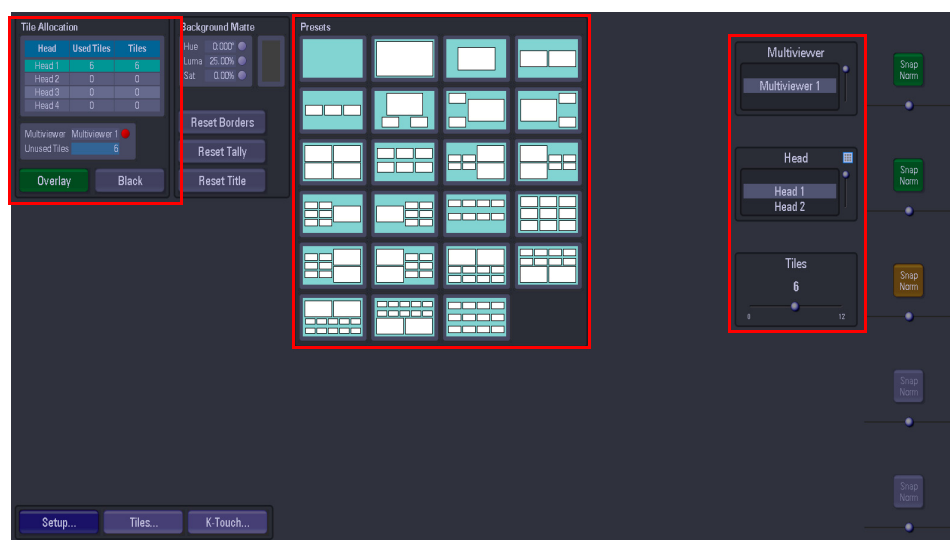 Tile Allocation
Head Used Tiles Tiles
Head 1 6 6
Head 2 0 0
Head 3 0 0
Head 4 0 0
Multiviewer Multiviewer 1
Unused Tiles 6
Overlay Black
Background Matte
Hue 0.000°
Luma 25.00%
Sat 0.00%
Reset Borders
Reset Tally
Reset Title
Presets
Multiviewer
Multiviewer 1
Head
Head 1
Head 2
Tiles
6
0 12
Snap
Norm
Snap
Norm
Snap
Norm
Snap
Norm
Snap
Norm
Setup... Tiles... K-Touch...